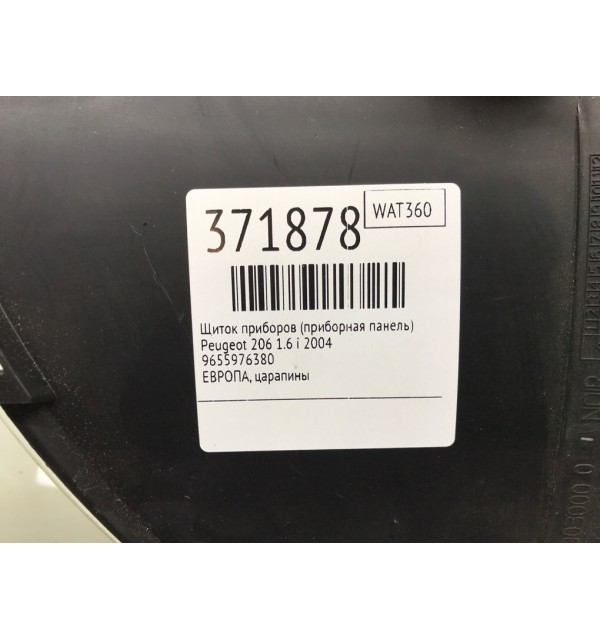 371878
WAT360
Щиток приборов (приборная панель)
Peugeot 206 1.6 i 2004
9655976380
ЕВРОПА, царапины